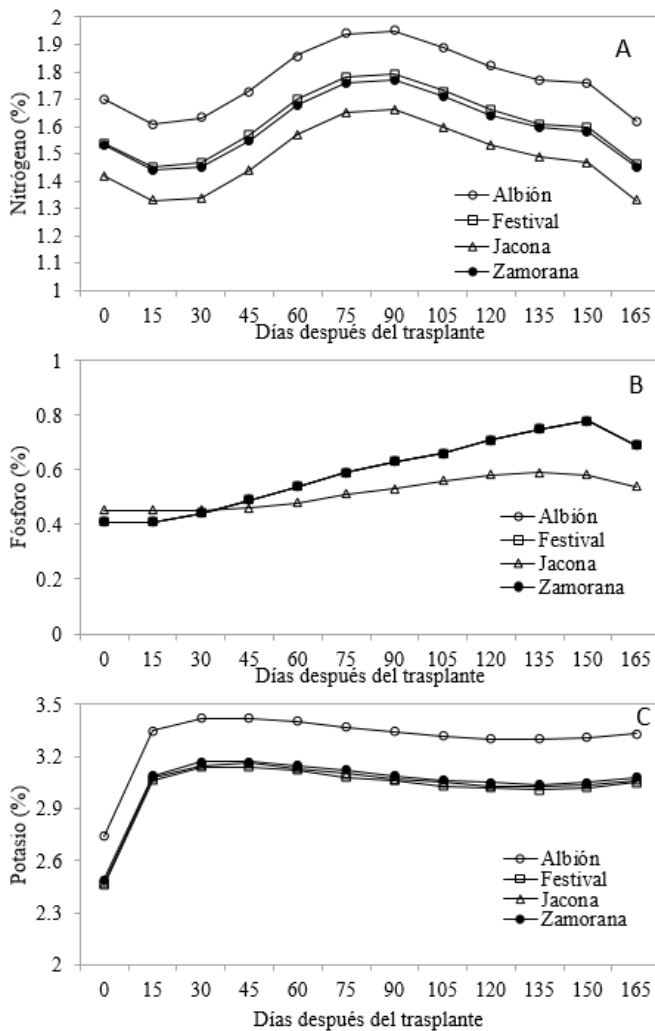 A
Nitrógeno (%)
2
1.9
1.8
1.7
1.6
1.5
1.4
1.3
1.2
1.1
1
Albión
Festival
Jacona
Zamorana
0 15 30 45 60 75 90 105 120 135 150 165
Días después del trasplante
B
Fósforo (%)
1
0.8
0.6
0.4
0.2
0
Albión
Festival
Jacona
Zamorana
0 15 30 45 60 75 90 105 120 135 150 165
Días después del trasplante
C
Potasio (%)
3.5
3.2
2.9
2.6
2.3
2
Albión
Festival
Jacona
Zamorana
0 15 30 45 60 75 90 105 120 135 150 165
Días después del trasplante